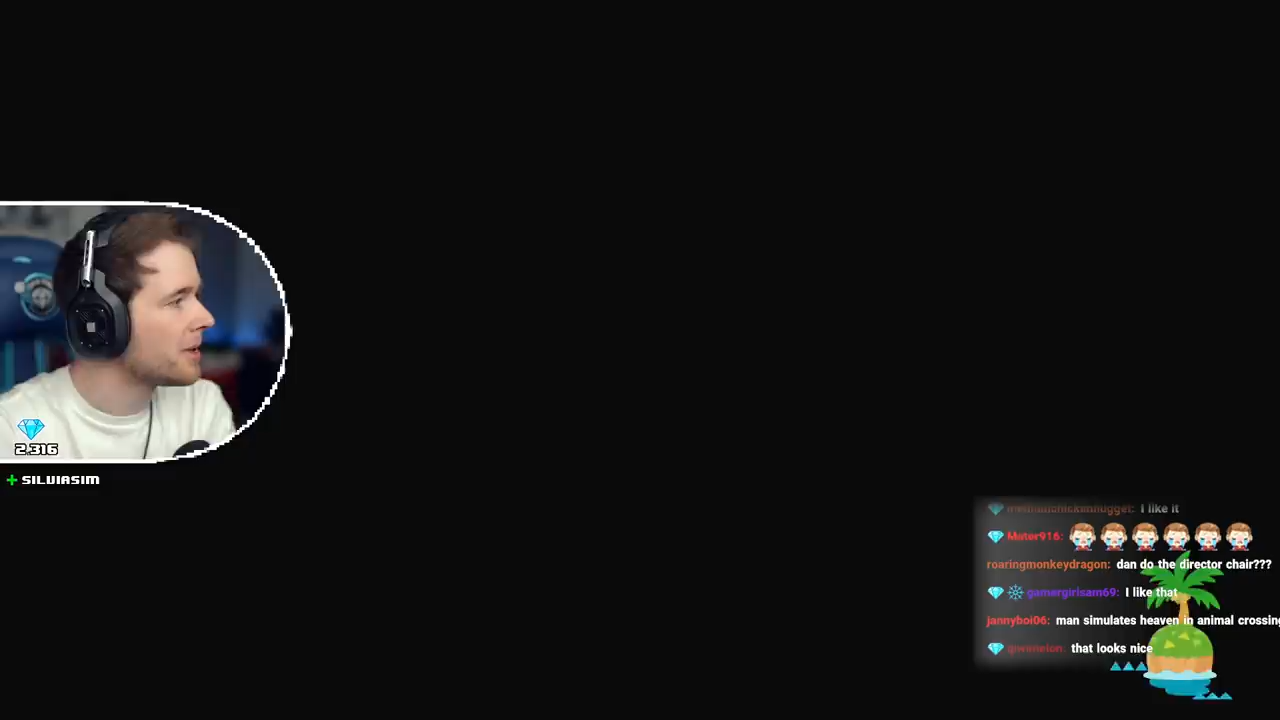 2,316
+ SILVIASIM
I like it
Mater916:
roaringmonkeydragon: dan do the director chair???
gamergirlsam69: I like that
jannyboi06: man simulates heaven in animal crossing
that looks nice